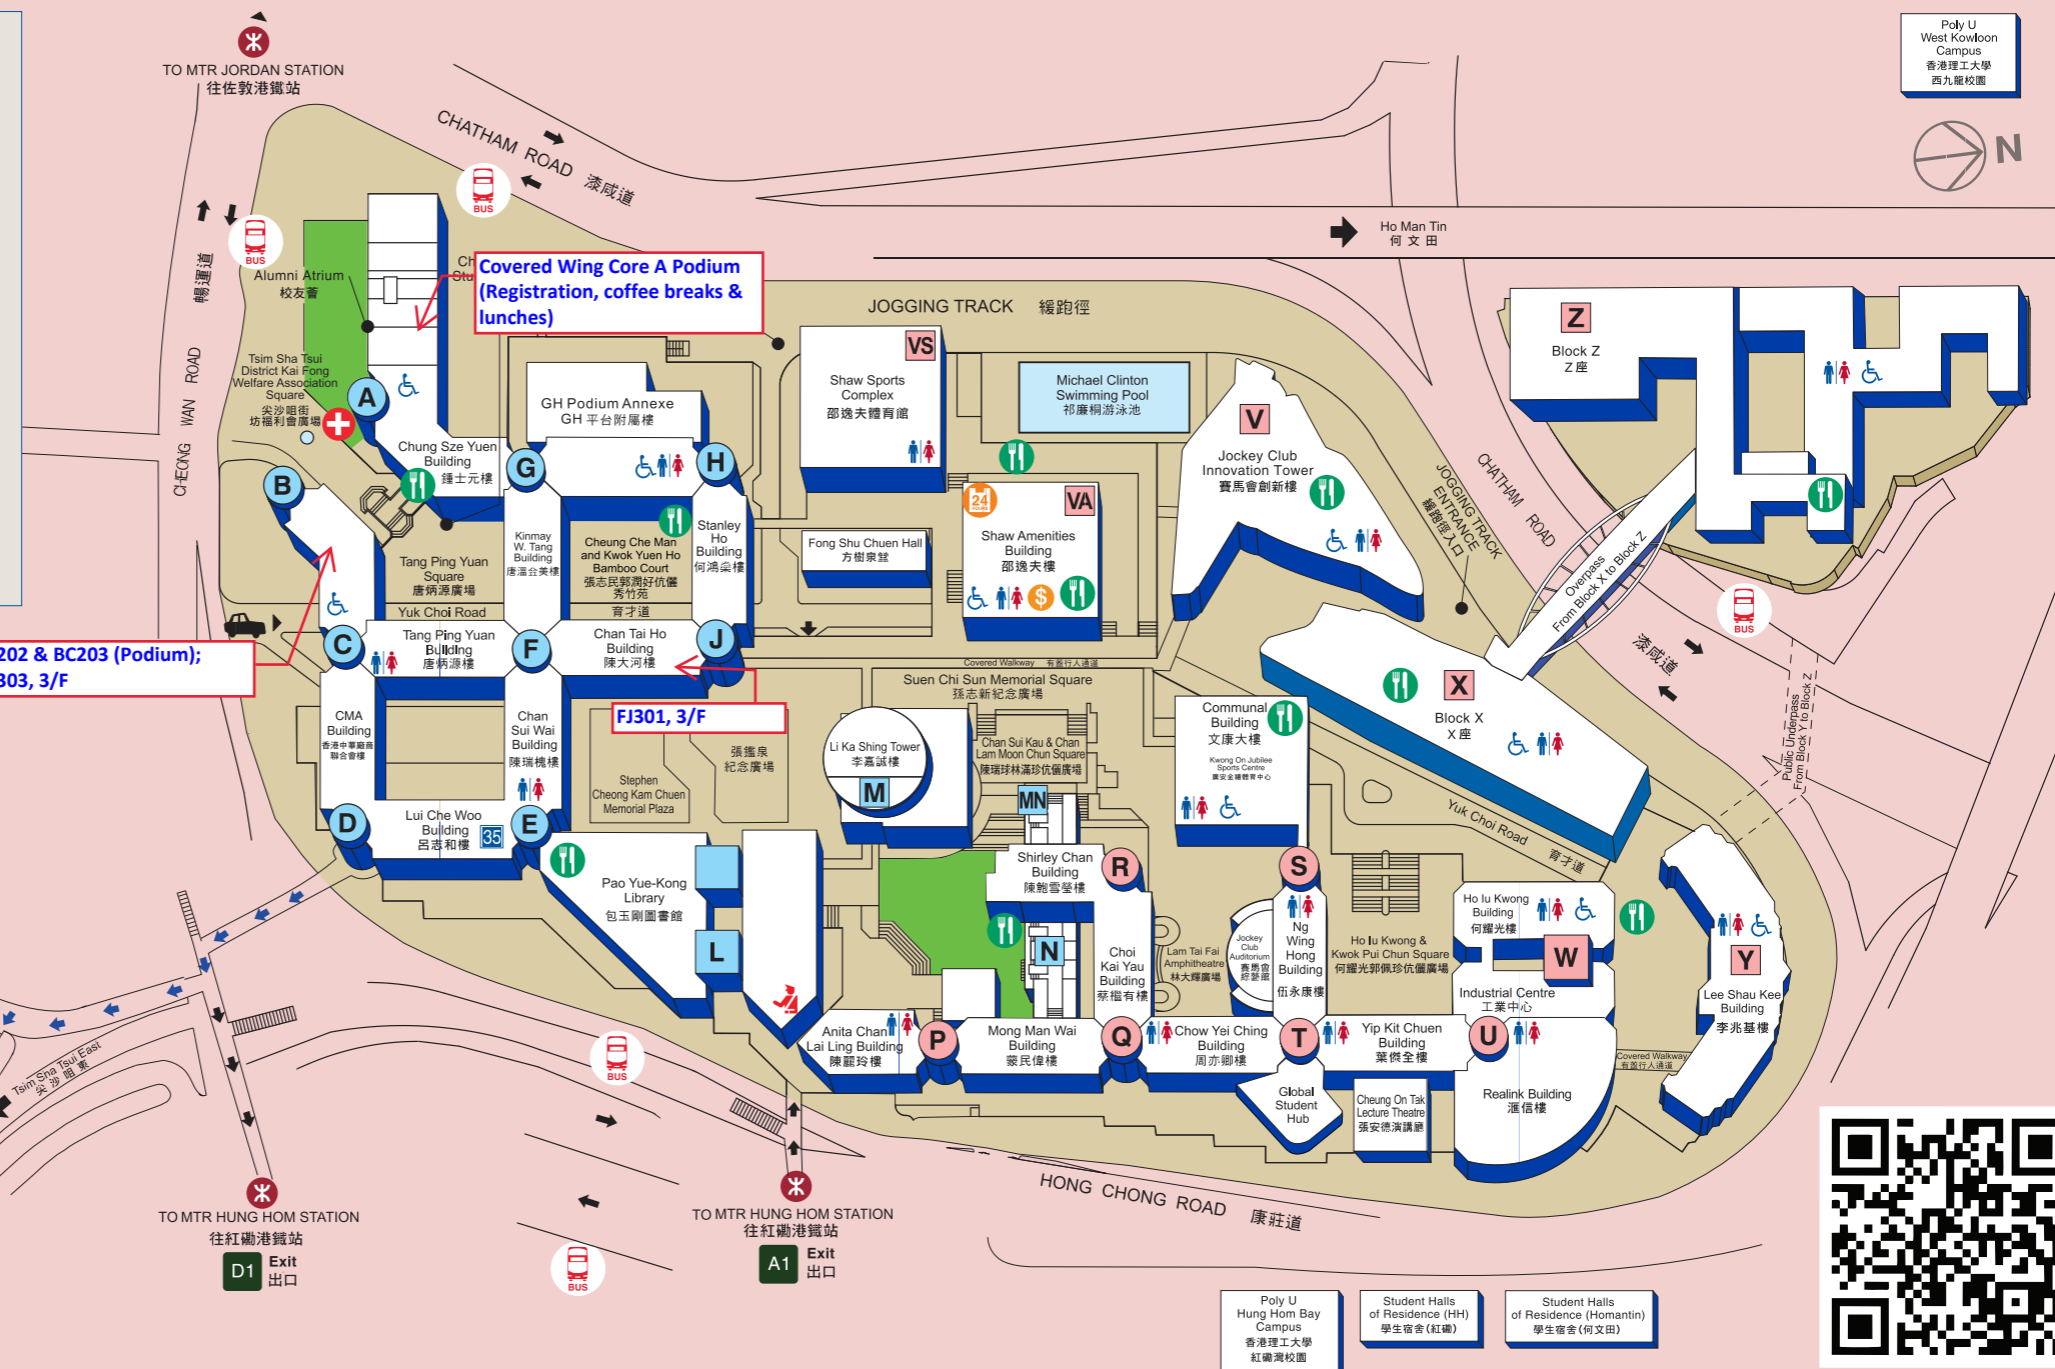 TO MTR JORDAN STATION
往佐敦港鐵站
CHATHAM ROAD 漆咸道
BUS
BUS
暢運道
CHEONG WAN ROAD
Poly U
West Kowloon
Campus
香港理工大學
西九龍校園
N
Ho Man Tin
何文田
Alumni Atrium
校友薈
Covered Wing Core A Podium
(Registration, coffee breaks &
lunches)
JOGGING TRACK 緩跑徑
Tsim Sha Tsui
District Kai Fong
Welfare Association
Square
尖沙咀街
坊福利會廣場
A
Chung Sze Yuen
Building
鍾士元樓
GH Podium Annexe
GH 平台附屬樓
G
H
B
VS
Shaw Sports
Complex
邵逸夫體育館
Michael Clinton
Swimming Pool
祁廉桐游泳池
V
Jockey Club
Innovation Tower
賽馬會創新樓
Z
Block Z
Z 座
JOGGING TRACK
ENTRANCE
緩跑徑入口
CHATHAM ROAD
漆咸道
Overpass
From Block X to Block Z
BUS
Public Underpass
From Block Y to Block Z
24
HOURS
VA
Shaw Amenities
Building
邵逸夫樓
$
Fong Shu Chuen Hall
方樹泉堂
Kinmay
W. Tang
Building
唐溫金美樓
Cheung Che Man
and Kwok Yuen Ho
Bamboo Court
張志民郭潤好伉儷
秀竹苑
Stanley
Ho
Building
何鴻燊樓
Tang Ping Yuan
Square
唐炳源廣場
Yuk Choi Road
育才道
202 & BC203 (Podium);
303, 3/F
C
Tang Ping Yuan
Building
唐炳源樓
F
Chan Tai Ho
Building
陳大河樓
J
FJ301, 3/F
Covered Walkway 有蓋行人通道
Suen Chi Sun Memorial Square
孫志新紀念廣場
CMA
Building
香港中華廠商
聯合會樓
Chan
Sui Wai
Building
陳瑞槐樓
Stephen
Cheong Kam Chuen
Memorial Plaza
張鑑泉
紀念廣場
Li Ka Shing Tower
李嘉誠樓
M
Chan Sui Kau & Chan
Lam Moon Chun Square
陳瑞球林滿珍伉儷廣場
MN
Communal
Building
文康大樓
Kwong On Jubilee
Sports Centre
廣安金禧體育中心
X
Block X
X 座
Yuk Choi Road 育才道
D
Lui Che Woo
Building
呂志和樓
35
E
Pao Yue-Kong
Library
包玉剛圖書館
L
Shirley Chan
Building
陳鮑雪瑩樓
R
N
Choi
Kai Yau
Building
蔡繼有樓
Lam Tai Fai
Amphitheatre
林大輝廣場
Jockey
Club
Auditorium
賽馬會
綜藝館
S
Ng
Wing
Hong
Building
伍永康樓
Ho Iu Kwong &
Kwok Pui Chun Square
何耀光郭佩珍伉儷廣場
Ho Iu Kwong
Building
何耀光樓
W
Industrial Centre
工業中心
Y
Lee Shau Kee
Building
李兆基樓
Anita Chan
Lai Ling Building
陳麗玲樓
P
Mong Man Wai
Building
蒙民偉樓
Q
Chow Yei Ching
Building
周亦卿樓
T
Yip Kit Chuen
Building
葉傑全樓
U
Covered Walkway
有蓋行人通道
Global
Student
Hub
Cheung On Tak
Lecture Theatre
張安德演講廳
Realink Building
滙信樓
Tsim Sha Tsui East
尖沙咀東
BUS
HONG CHONG ROAD 康莊道
TO MTR HUNG HOM STATION
往紅磡港鐵站
D1 Exit
出口
TO MTR HUNG HOM STATION
往紅磡港鐵站
A1 Exit
出口
BUS
Poly U
Hung Hom Bay
Campus
香港理工大學
紅磡灣校園
Student Halls
of Residence (HH)
學生宿舍(紅磡)
Student Halls
of Residence (Homantin)
學生宿舍(何文田)